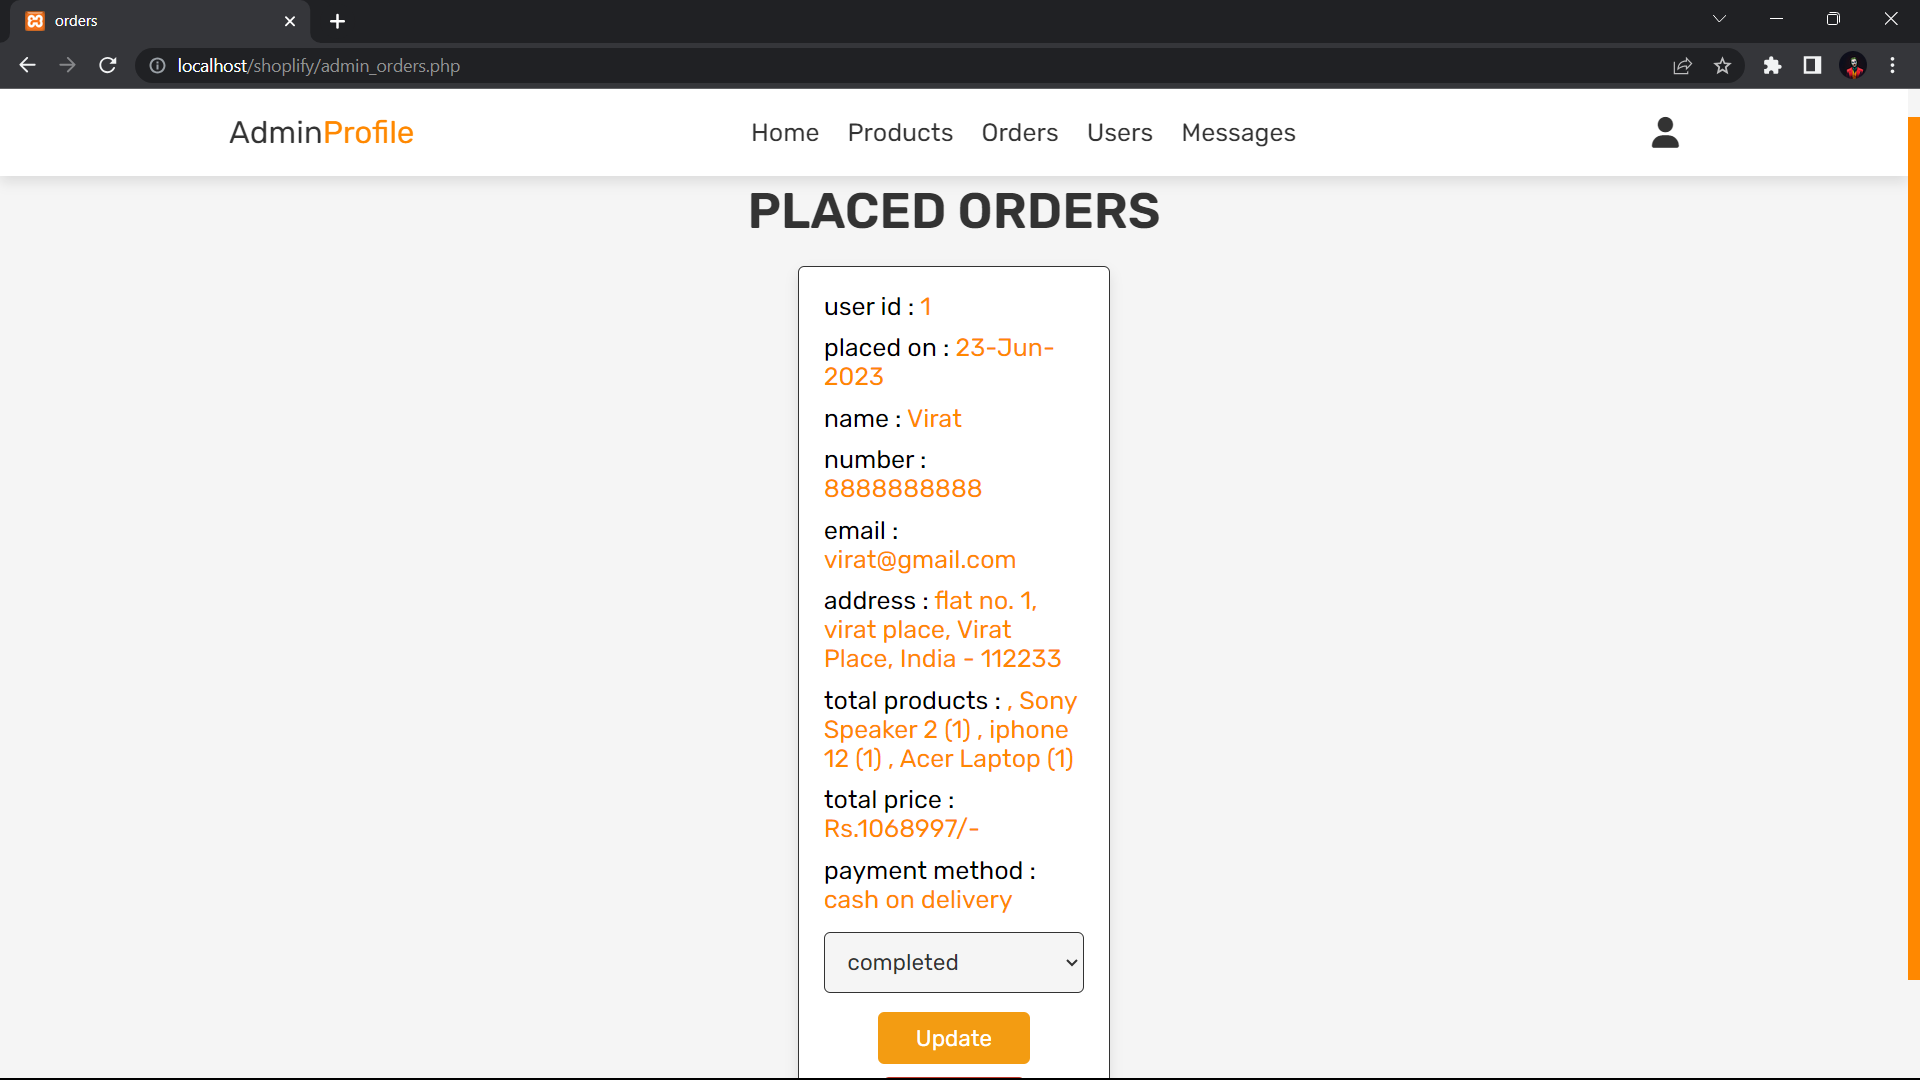 orders
localhost/shoplify/admin_orders.php
AdminProfile
Home Products Orders Users Messages
PLACED ORDERS
user id : 1
placed on : 23-Jun-
2023
name : Virat
number :
8888888888
email :
virat@gmail.com
address : flat no. 1,
virat place, Virat
Place, India - 112233
total products : , Sony
Speaker 2 (1) , iphone
12 (1) , Acer Laptop (1)
total price :
Rs.1068997/-
payment method :
cash on delivery
completed
Update